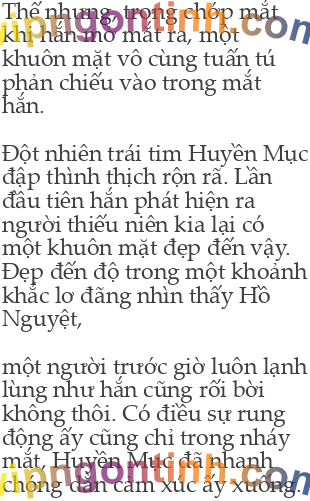 Thế nhưng, trong chớp mắt
khi hắn mở mắt ra, một
khuôn mặt vô cùng tuấn tú
phản chiếu vào trong mắt
hắn.
Đột nhiên trái tim Huyền Mục
đập thình thịch rộn rã. Lần
đầu tiên hắn phát hiện ra
người thiếu niên kia lại có
một khuôn mặt đẹp đến vậy.
Đẹp đến độ trong một khoảnh
khắc lơ đãng nhìn thấy Hồ
Nguyệt,
một người trước giờ luôn lạnh
lùng như hắn cũng rối bời
không thôi. Có điều sự rung
động ấy cũng chỉ trong nháy
mắt, Huyền Mục đã nhanh
chóng dằn cảm xúc ấy xuống.
vipngontinh.com
vipngontinh.com